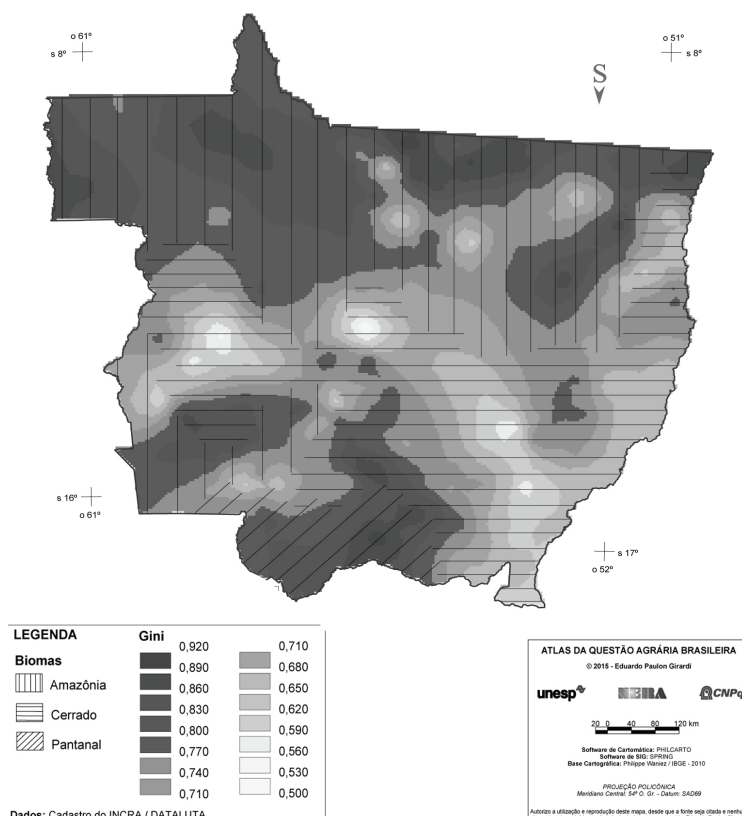 o 61º
s 8º
o 51º
s 8º
S
s 16º
o 61º
s 17º
o 52º
LEGENDA
Biomas
Amazônia
Cerrado
Pantanal
Gini
0,920
0,890
0,860
0,830
0,800
0,770
0,740
0,710
0,710
0,680
0,650
0,620
0,590
0,560
0,530
0,500
Dados: Cadastro do INCRA / DATALUTA
ATLAS DA QUESTÃO AGRÁRIA BRASILEIRA
© 2015 - Eduardo Paulon Girardi
unesp NERA CNPq
20 0 40 80 120 km
Software de Cartomática: PHILCARTO
Software de SIG: SPRING
Base Cartográfica: Philippe Waniez / IBGE - 2010
PROJEÇÃO POLICÔNICA
Meridiano Central: 54º O. Gr. - Datum: SAD69
Autorizo a utilização e reprodução deste mapa, desde que a fonte seja citada e nenhu